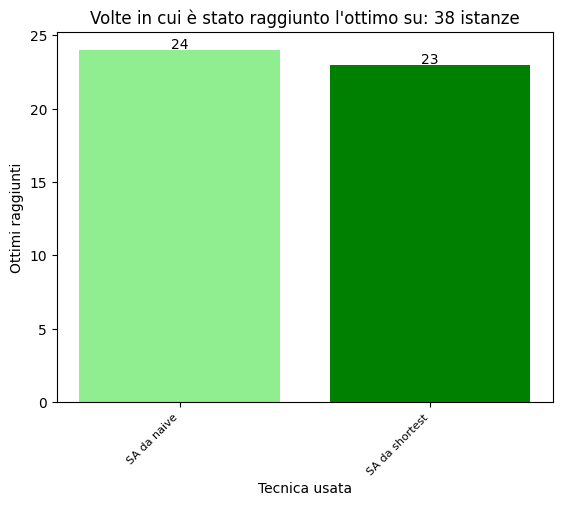 Volte in cui è stato raggiunto l'ottimo su: 38 istanze
25
20
15
10
5
0
Ottimi raggiunti
24
23
SA da naive
SA da shortest
Tecnica usata